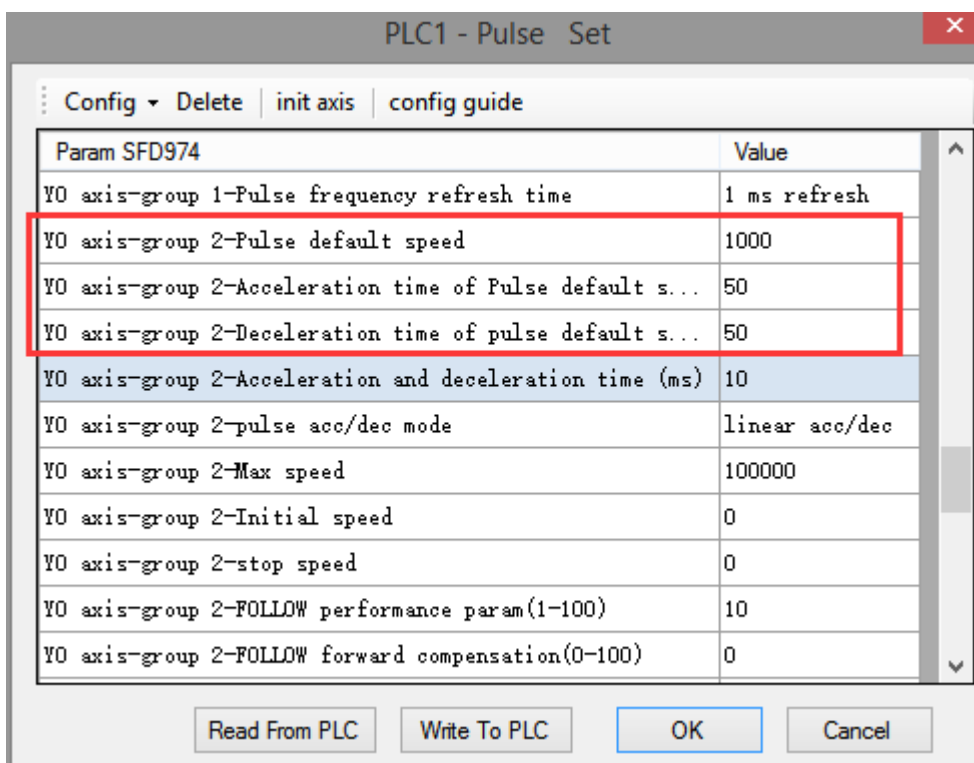 PLC1 - Pulse Set
Config Delete init axis config guide
Param SFD974 Value
Y0 axis-group 1-Pulse frequency refresh time 1 ms refresh
Y0 axis-group 2-Pulse default speed 1000
Y0 axis-group 2-Acceleration time of Pulse default s... 50
Y0 axis-group 2-Deceleration time of pulse default s... 50
Y0 axis-group 2-Acceleration and deceleration time (ms) 10
Y0 axis-group 2-pulse acc/dec mode linear acc/dec
Y0 axis-group 2-Max speed 100000
Y0 axis-group 2-Initial speed 0
Y0 axis-group 2-stop speed 0
Y0 axis-group 2-FOLLOW performance param(1-100) 10
Y0 axis-group 2-FOLLOW forward compensation(0-100) 0
Read From PLC Write To PLC OK Cancel